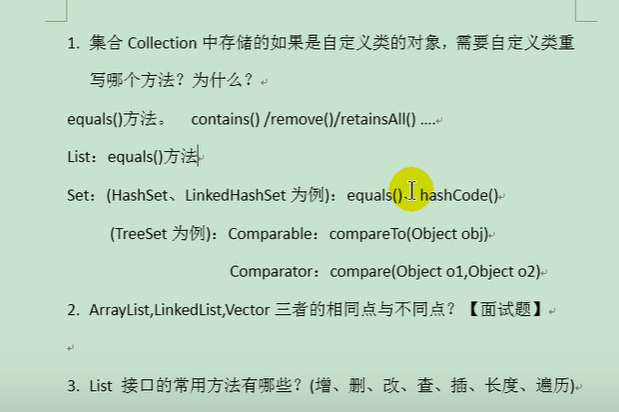 1. 集合 Collection 中存储的如果是自定义类的对象，需要自定义类重
写哪个方法？为什么？
equals()方法。 contains() /remove()/retainsAll() ....
List：equals()方法
Set：(HashSet、LinkedHashSet 为例)：equals()、hashCode()
(TreeSet 为例)：Comparable：compareTo(Object obj)
Comparator：compare(Object o1,Object o2)
2. ArrayList,LinkedList,Vector 三者的相同点与不同点？【面试题】
3. List 接口的常用方法有哪些？(增、删、改、查、插、长度、遍历)